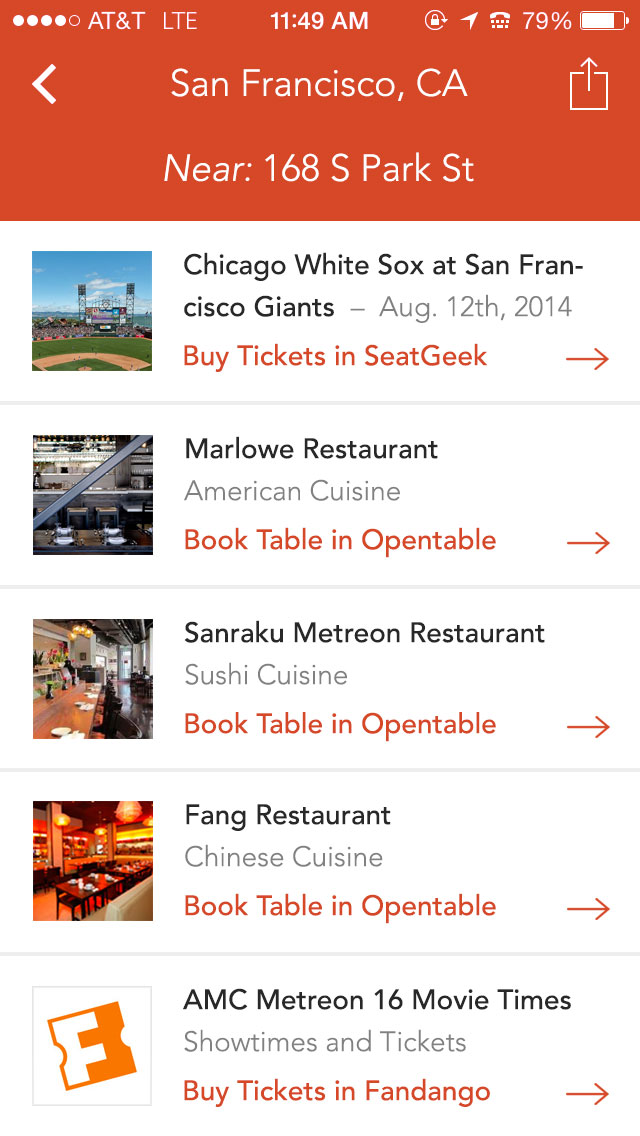 AT&T LTE 11:49 AM 79%
San Francisco, CA
Near: 168 S Park St
Chicago White Sox at San Fran-
cisco Giants – Aug. 12th, 2014
Buy Tickets in SeatGeek
Marlowe Restaurant
American Cuisine
Book Table in Opentable
Sanraku Metreon Restaurant
Sushi Cuisine
Book Table in Opentable
Fang Restaurant
Chinese Cuisine
Book Table in Opentable
F
AMC Metreon 16 Movie Times
Showtimes and Tickets
Buy Tickets in Fandango